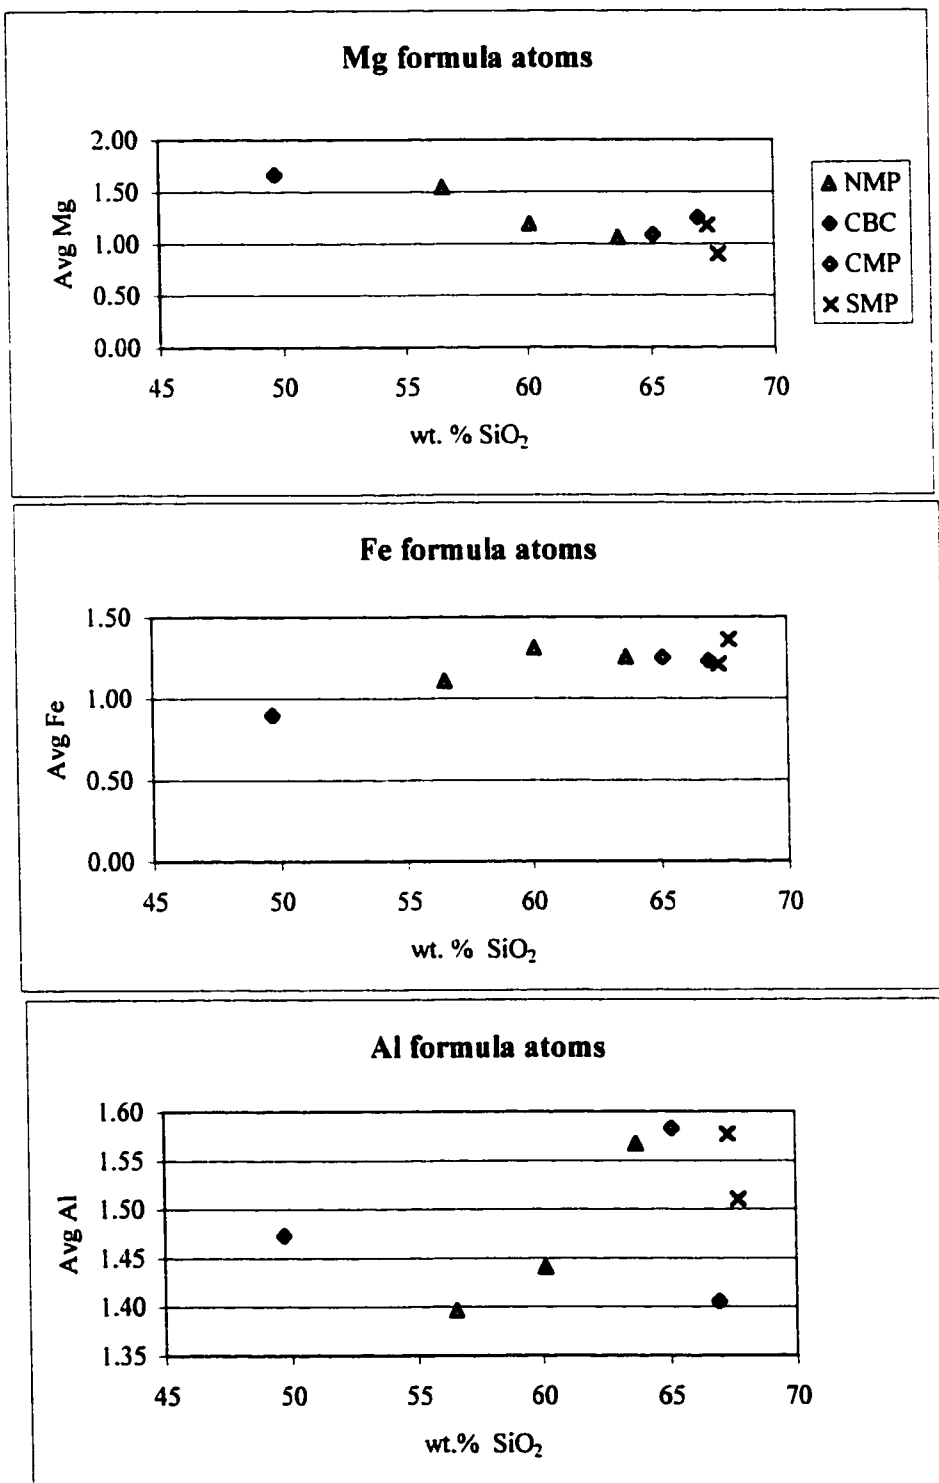 Mg formula atoms
2.00
1.50
1.00
0.50
0.00
Avg Mg
45 50 55 60 65 70
wt. % SiO₂
NMP
CBC
CMP
SMP
Fe formula atoms
1.50
1.00
0.50
0.00
Avg Fe
45 50 55 60 65 70
wt. % SiO₂
Al formula atoms
1.60
1.55
1.50
1.45
1.40
1.35
Avg Al
45 50 55 60 65 70
wt.% SiO₂